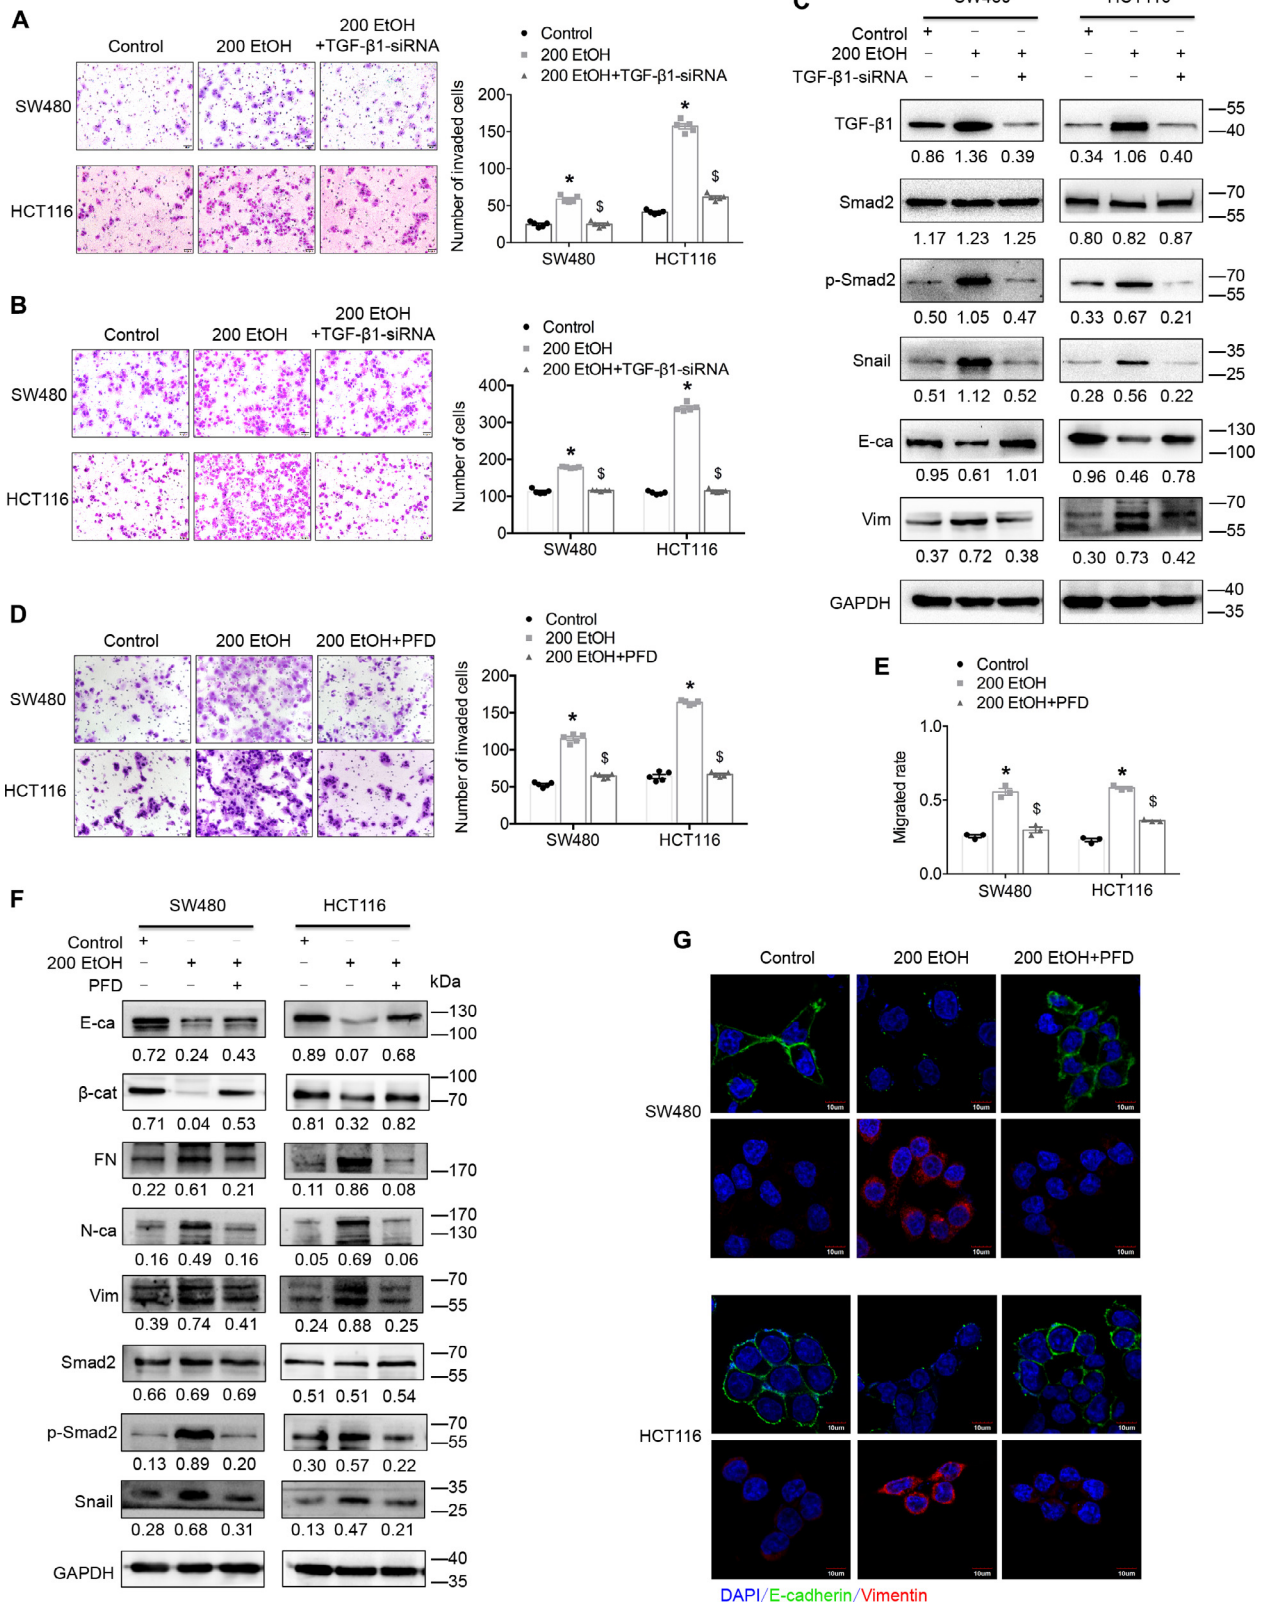 A
Control
200 EtOH
200 EtOH
+TGF-β1-siRNA
SW480
HCT116
Control
200 EtOH
200 EtOH+TGF-β1-siRNA
Number of invaded cells
200
150
100
50
0
* $ * $
SW480 HCT116
B
Control
200 EtOH
200 EtOH
+TGF-β1-siRNA
SW480
HCT116
Control
200 EtOH
200 EtOH+TGF-β1-siRNA
Number of cells
400
300
200
100
0
* $ * $
SW480 HCT116
C
SW480 HCT116
Control + − − + − −
200 EtOH − + + − + +
TGF-β1-siRNA − − + − − +
TGF-β1 —55
—40
0.86 1.36 0.39 0.34 1.06 0.40
Smad2 —70
—55
1.17 1.23 1.25 0.80 0.82 0.87
p-Smad2 —70
—55
0.50 1.05 0.47 0.33 0.67 0.21
Snail —35
—25
0.51 1.12 0.52 0.28 0.56 0.22
E-ca —130
—100
0.95 0.61 1.01 0.96 0.46 0.78
Vim —70
—55
0.37 0.72 0.38 0.30 0.73 0.42
GAPDH —40
—35
D
Control 200 EtOH 200 EtOH+PFD
SW480
HCT116
Control
200 EtOH
200 EtOH+PFD
Number of invaded cells
200
150
100
50
0
* $ * $
SW480 HCT116
E
Control
200 EtOH
200 EtOH+PFD
Migrated rate
1.0
0.5
0.0
* $ * $
SW480 HCT116
F
SW480 HCT116
Control + − − + − −
200 EtOH − + + − + +
PFD − − + − − + kDa
E-ca —130
—100
0.72 0.24 0.43 0.89 0.07 0.68
β-cat —100
—70
0.71 0.04 0.53 0.81 0.32 0.82
FN —170
0.22 0.61 0.21 0.11 0.86 0.08
N-ca —170
—130
0.16 0.49 0.16 0.05 0.69 0.06
Vim —70
—55
0.39 0.74 0.41 0.24 0.88 0.25
Smad2 —70
—55
0.66 0.69 0.69 0.51 0.51 0.54
p-Smad2 —70
—55
0.13 0.89 0.20 0.30 0.57 0.22
Snail —35
—25
0.28 0.68 0.31 0.13 0.47 0.21
GAPDH —40
—35
G
Control 200 EtOH 200 EtOH+PFD
SW480
10um 10um 10um
10um 10um 10um
HCT116
10um 10um 10um
10um 10um 10um
DAPI/E-cadherin/Vimentin